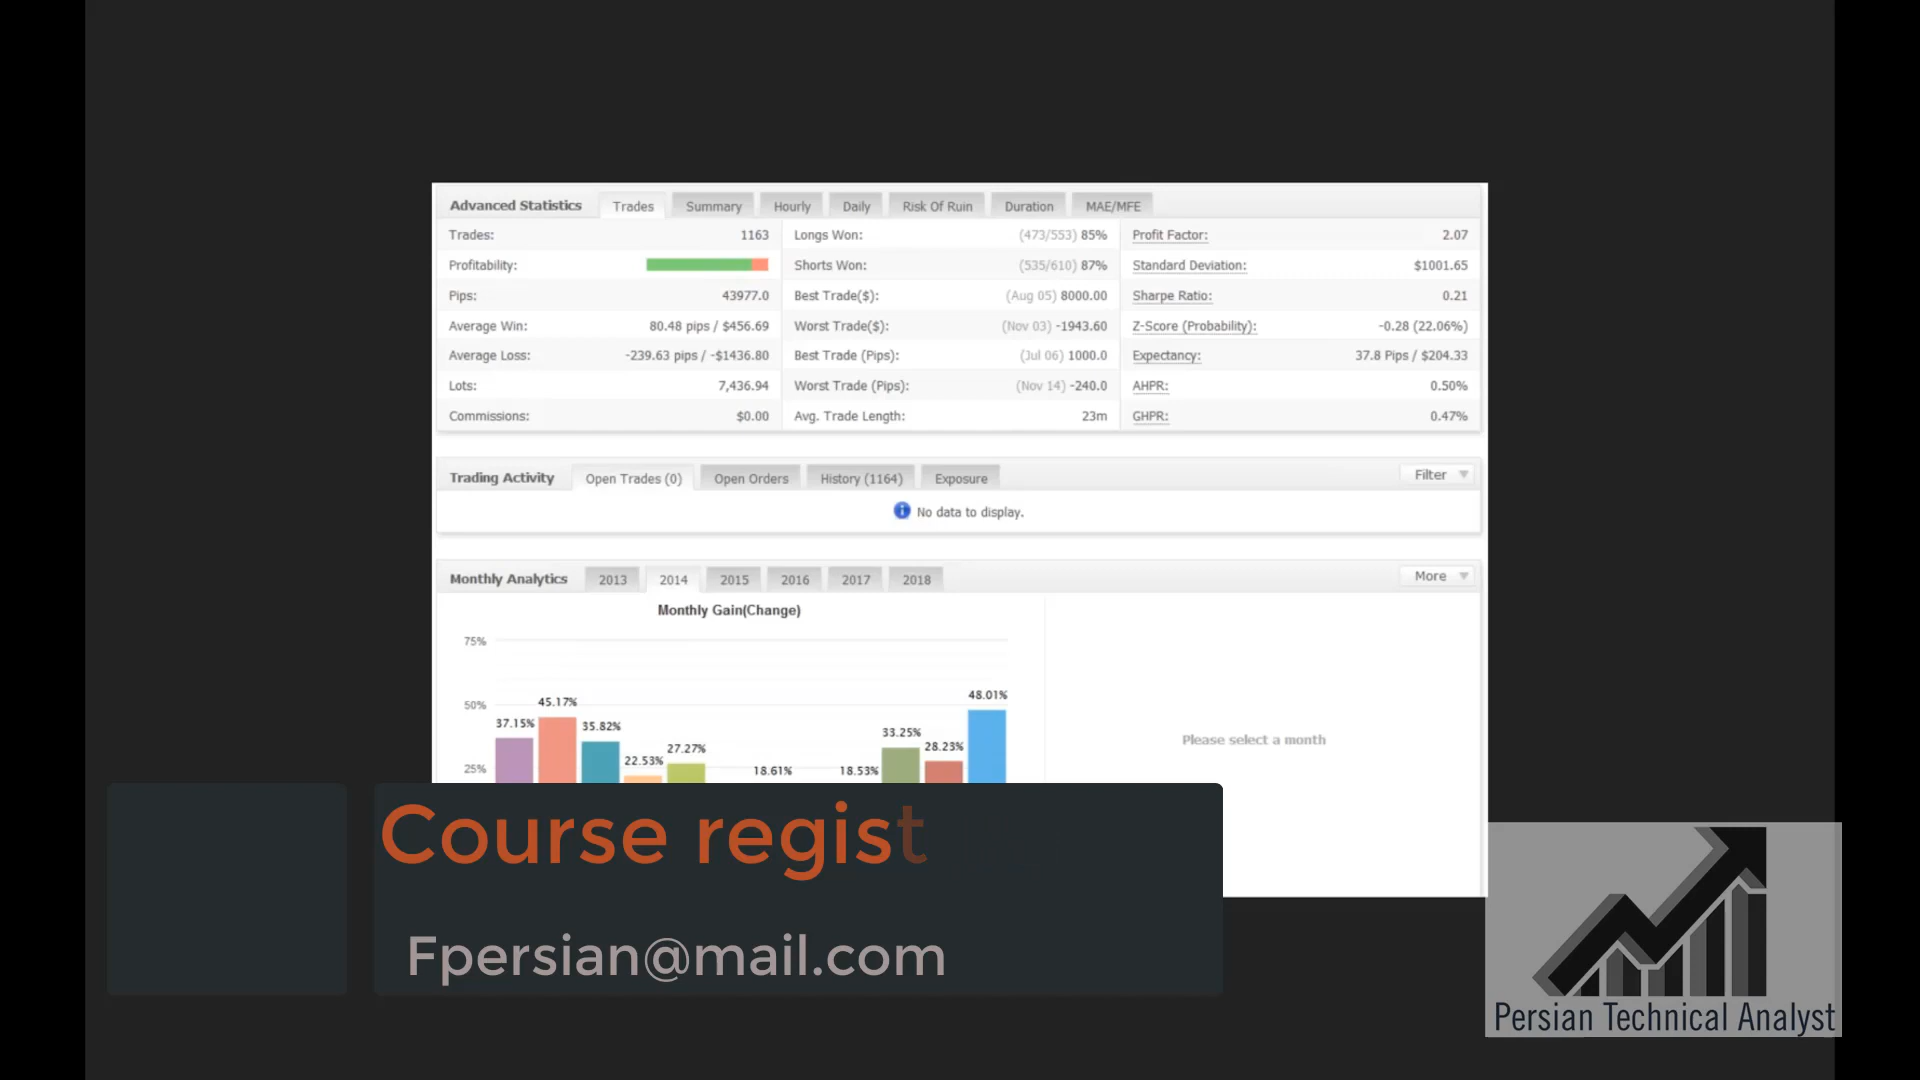 Advanced Statistics Trades Summary Hourly Daily Risk Of Ruin Duration MAE/MFE
Trades: 1163 Longs Won: (473/553) 85% Profit Factor: 2.07
Profitability: Shorts Won: (535/610) 87% Standard Deviation: $1001.65
Pips: 43977.0 Best Trade($): (Aug 05) 8000.00 Sharpe Ratio: 0.21
Average Win: 80.48 pips / $456.69 Worst Trade($): (Nov 03) -1943.60 Z-Score (Probability): -0.28 (22.06%)
Average Loss: -239.63 pips / -$1436.80 Best Trade (Pips): (Jul 06) 1000.0 Expectancy: 37.8 Pips / $204.33
Lots: 7,436.94 Worst Trade (Pips): (Nov 14) -240.0 AHPR: 0.50%
Commissions: $0.00 Avg. Trade Length: 23m GHPR: 0.47%
Trading Activity Open Trades (0) Open Orders History (1164) Exposure Filter
No data to display.
Monthly Analytics 2013 2014 2015 2016 2017 2018 More
Monthly Gain(Change)
75%
50%
25%
37.15% 45.17% 35.82% 22.53% 27.27% 18.61% 18.53% 33.25% 28.23% 48.01%
Please select a month
Course regist
Fpersian@mail.com
Persian Technical Analyst